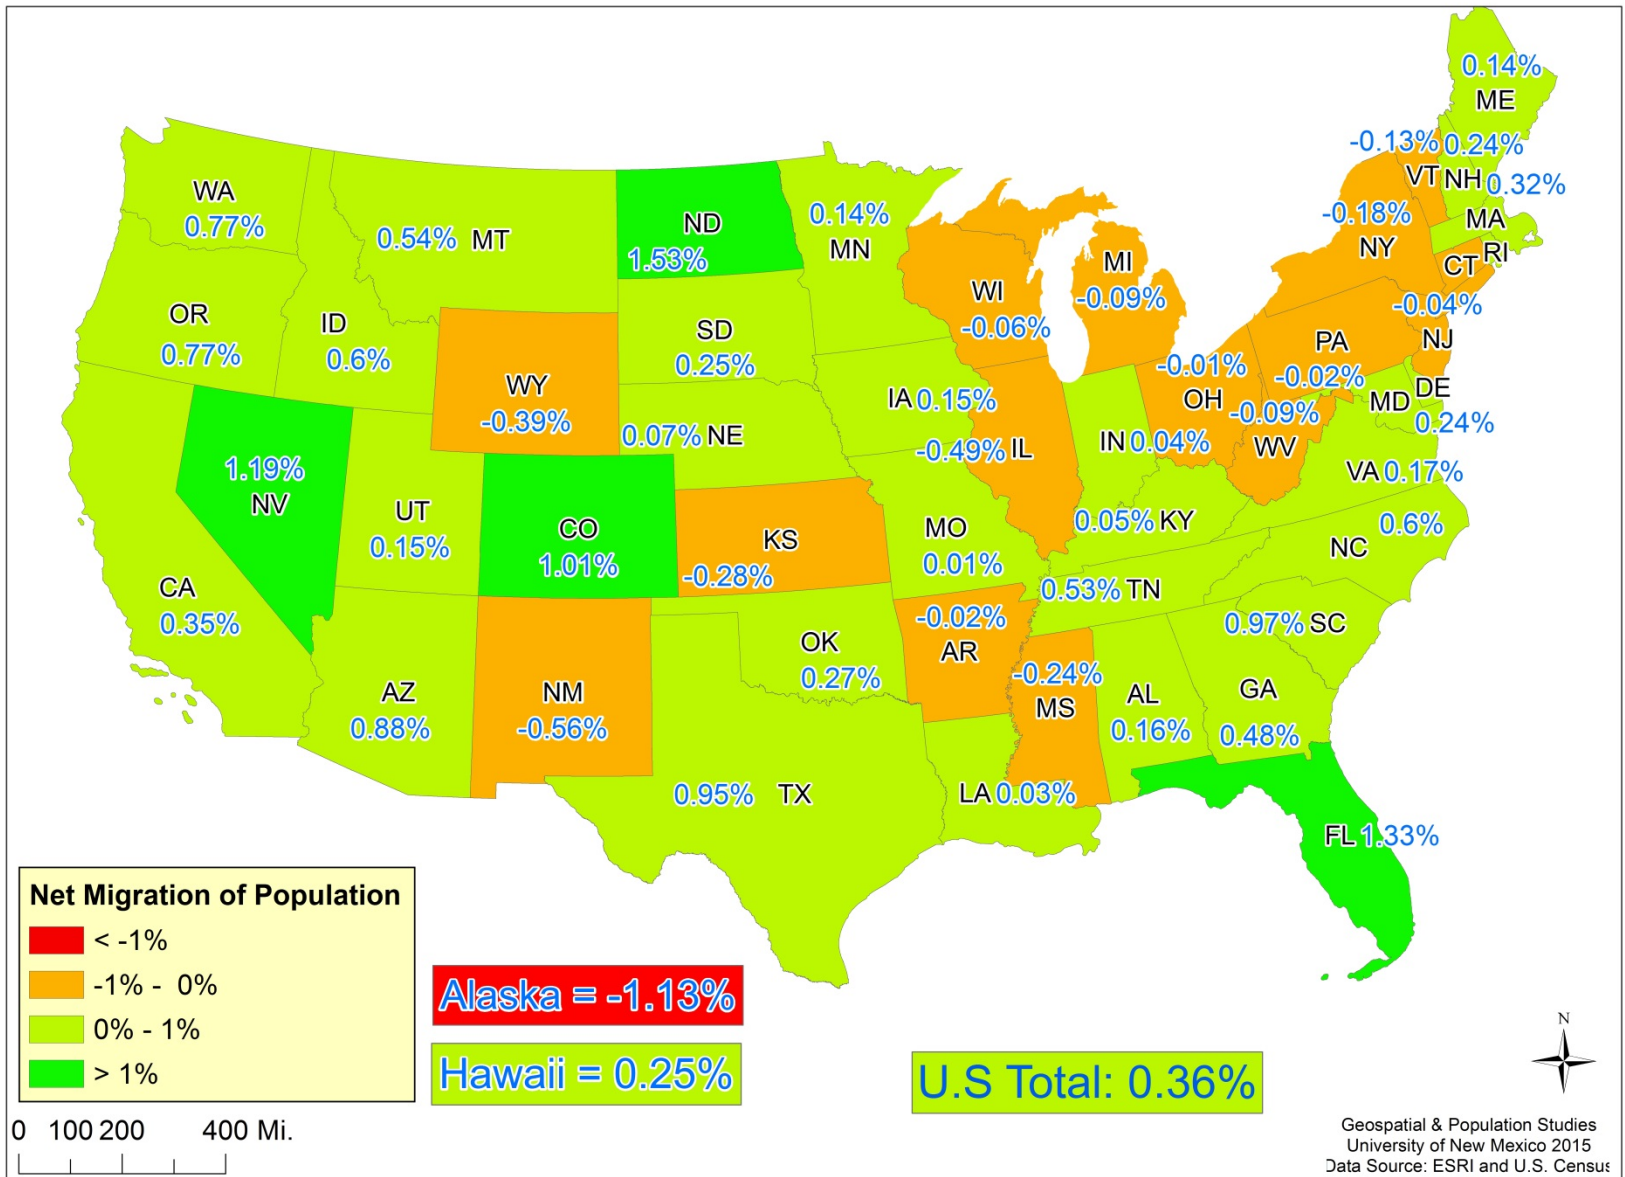 0.14%
ME
-0.13%
0.24%
VT
NH
0.32%
WA
0.77%
0.54% MT
ND
1.53%
0.14%
MN
-0.18%
NY
MA
RI
CT
-0.04%
MI
-0.09%
WI
-0.06%
OR
0.77%
ID
0.6%
SD
0.25%
PA
-0.02%
NJ
-0.01%
OH
WY
-0.39%
IA 0.15%
DE
MD
0.24%
-0.09%
WV
0.07% NE
-0.49% IL
IN 0.04%
VA 0.17%
1.19%
NV
UT
0.15%
CO
1.01%
KS
-0.28%
MO
0.01%
0.05% KY
0.6%
NC
CA
0.35%
0.53% TN
-0.02%
AR
0.97% SC
OK
0.27%
AZ
0.88%
NM
-0.56%
-0.24%
MS
AL
0.16%
GA
0.48%
0.95% TX
LA 0.03%
FL 1.33%
Net Migration of Population
< -1%
-1% - 0%
0% - 1%
> 1%
Alaska = -1.13%
Hawaii = 0.25%
U.S Total: 0.36%
N
0 100 200 400 Mi.
Geospatial & Population Studies
University of New Mexico 2015
Data Source: ESRI and U.S. Census